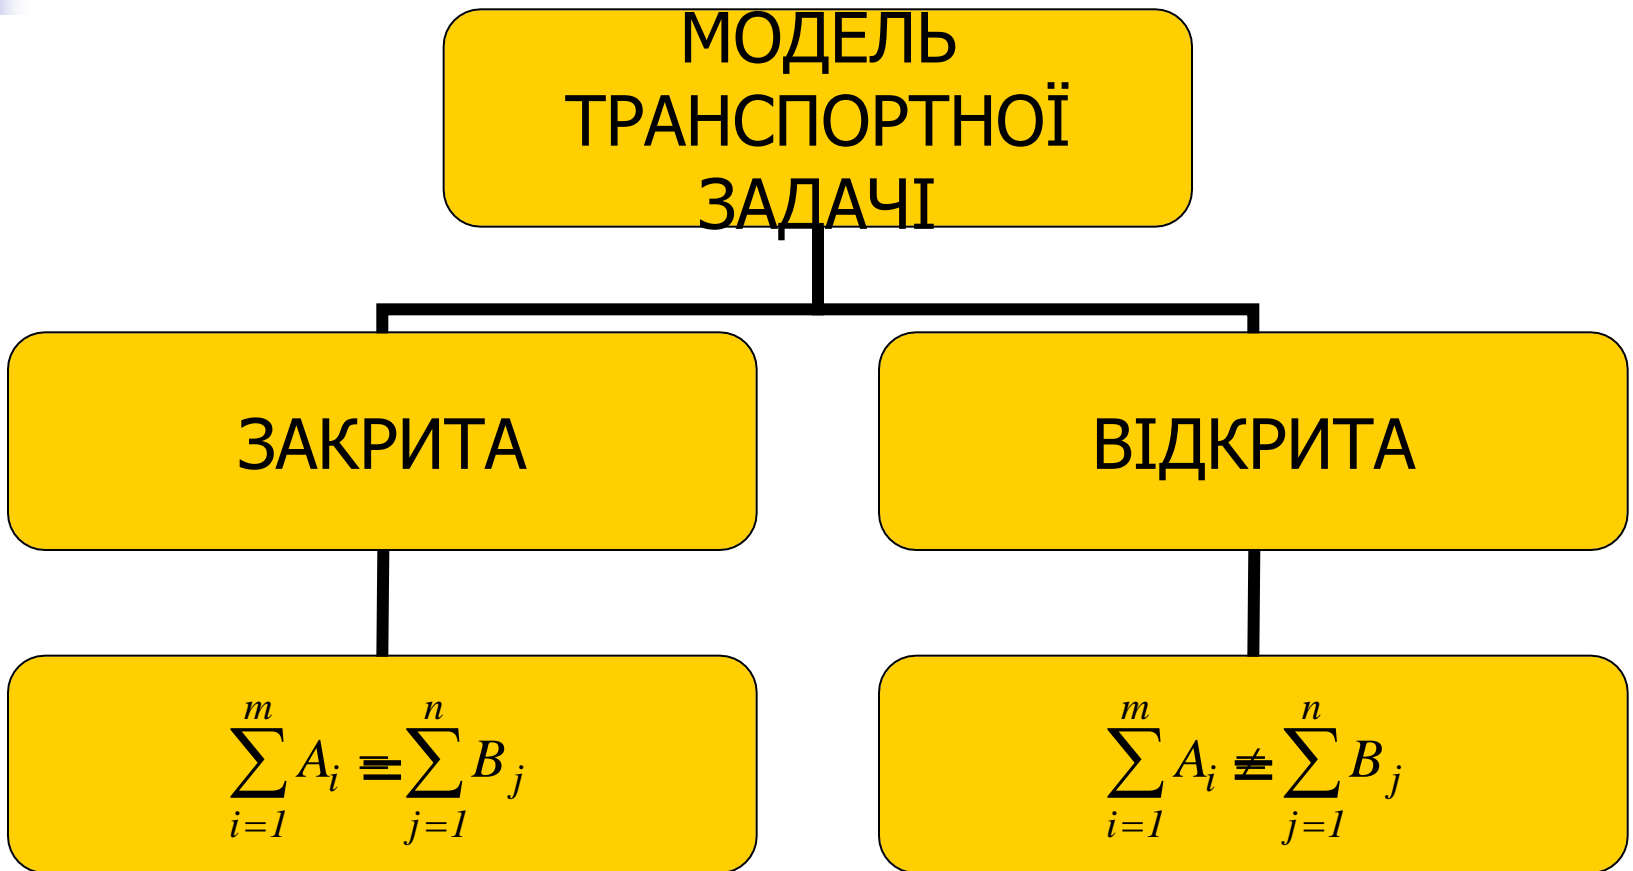 МОДЕЛЬ
ТРАНСПОРТНОЇ
ЗАДАЧІ
ЗАКРИТА
ВІДКРИТА
∑_{i=1}^{m} A_i = ∑_{j=1}^{n} B_j
∑_{i=1}^{m} A_i ≠ ∑_{j=1}^{n} B_j